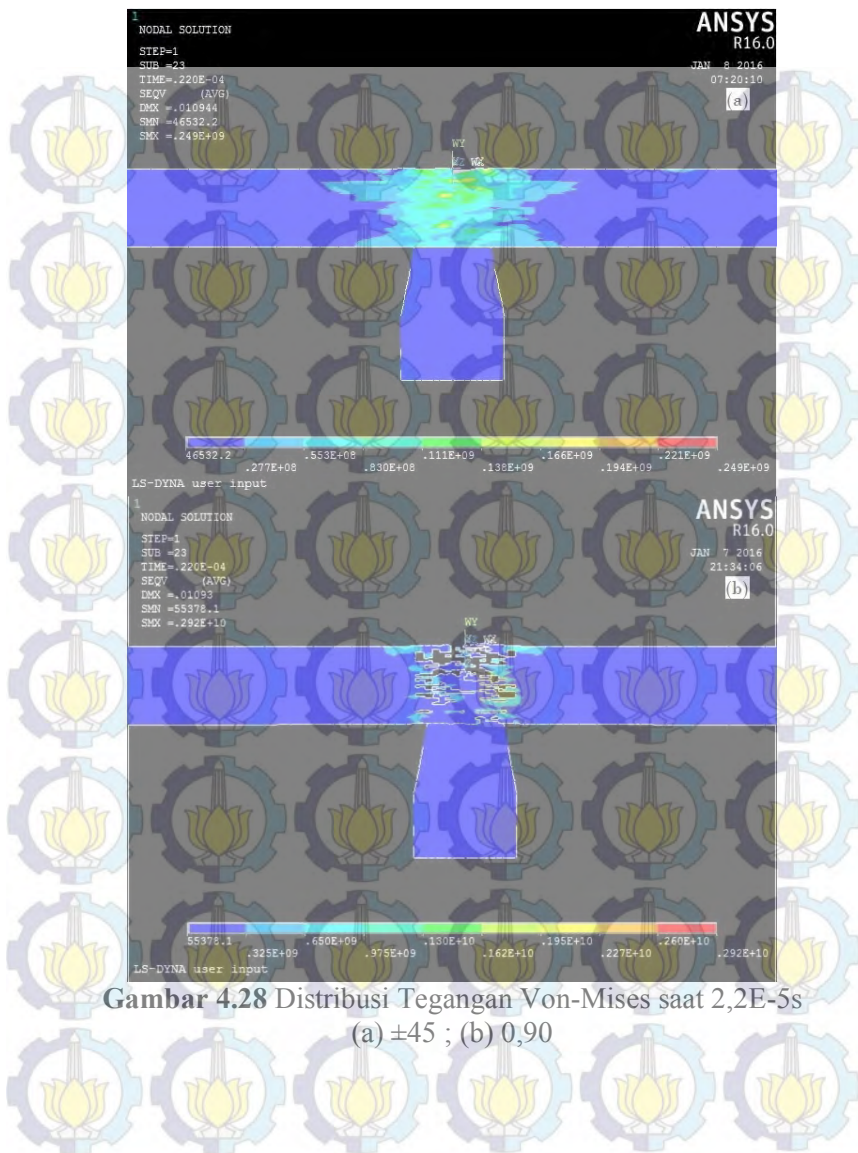 1
NODAL SOLUTION
ANSYS
R16.0
STEP=1
SUB =23
TIME=.220E-04
SEQV (AVG)
DMX =.010944
SMN =46532.2
SMX =.249E+09
JAN 8 2016
07:20:10
(a)
WY
WX
46532.2 .553E+08 .111E+09 .166E+09 .221E+09
.277E+08 .830E+08 .138E+09 .194E+09 .249E+09
LS-DYNA user input
1
NODAL SOLUTION
ANSYS
R16.0
STEP=1
SUB =23
TIME=.220E-04
SEQV (AVG)
DMX =.01093
SMN =55378.1
SMX =.292E+10
JAN 7 2016
21:34:06
(b)
WY
WX
55378.1 .650E+09 .130E+10 .195E+10 .260E+10
.325E+09 .975E+09 .162E+10 .227E+10 .292E+10
LS-DYNA user input
Gambar 4.28 Distribusi Tegangan Von-Mises saat 2,2E-5s
(a) ±45 ; (b) 0,90